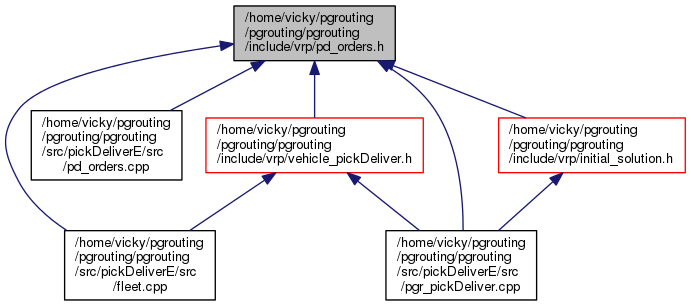 /home/vicky/pgrouting
/pgrouting/pgrouting
/include/vrp/pd_orders.h
/home/vicky/pgrouting
/pgrouting/pgrouting
/src/pickDeliverE/src
/pd_orders.cpp
/home/vicky/pgrouting
/pgrouting/pgrouting
/include/vrp/vehicle_pickDeliver.h
/home/vicky/pgrouting
/pgrouting/pgrouting
/include/vrp/initial_solution.h
/home/vicky/pgrouting
/pgrouting/pgrouting
/src/pickDeliverE/src
/fleet.cpp
/home/vicky/pgrouting
/pgrouting/pgrouting
/src/pickDeliverE/src
/pgr_pickDeliver.cpp